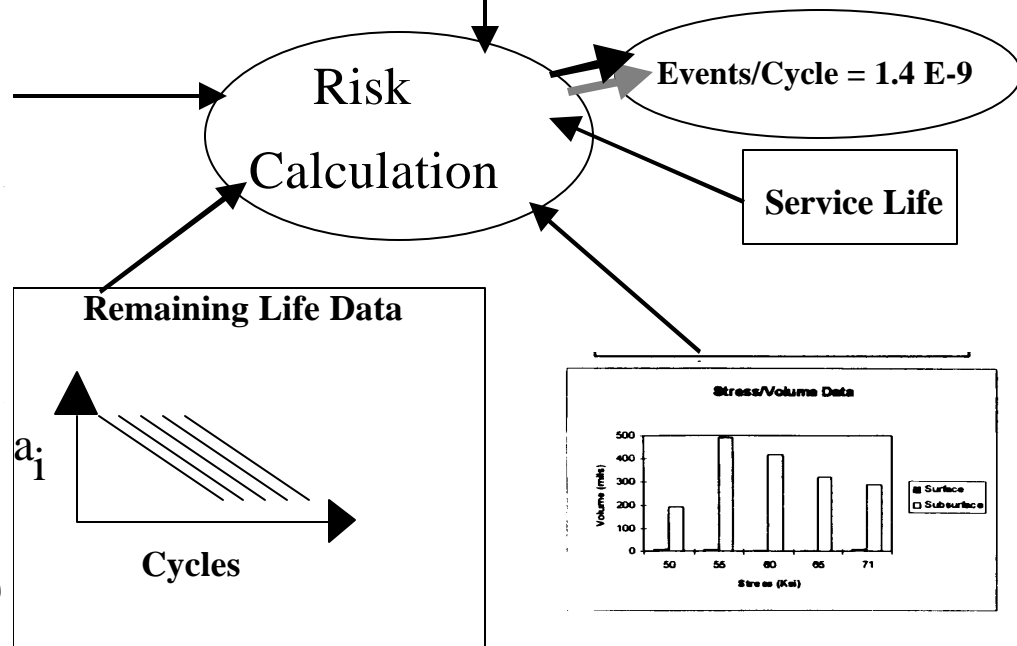 Risk
Calculation
Events/Cycle = 1.4 E-9
Service Life
Remaining Life Data
a i
Cycles
Stress/Volume Data
Volume (mils)
500
400
300
200
100
0
50 55 60 65 71
Stress (Ksi)
Surface
Subsurface